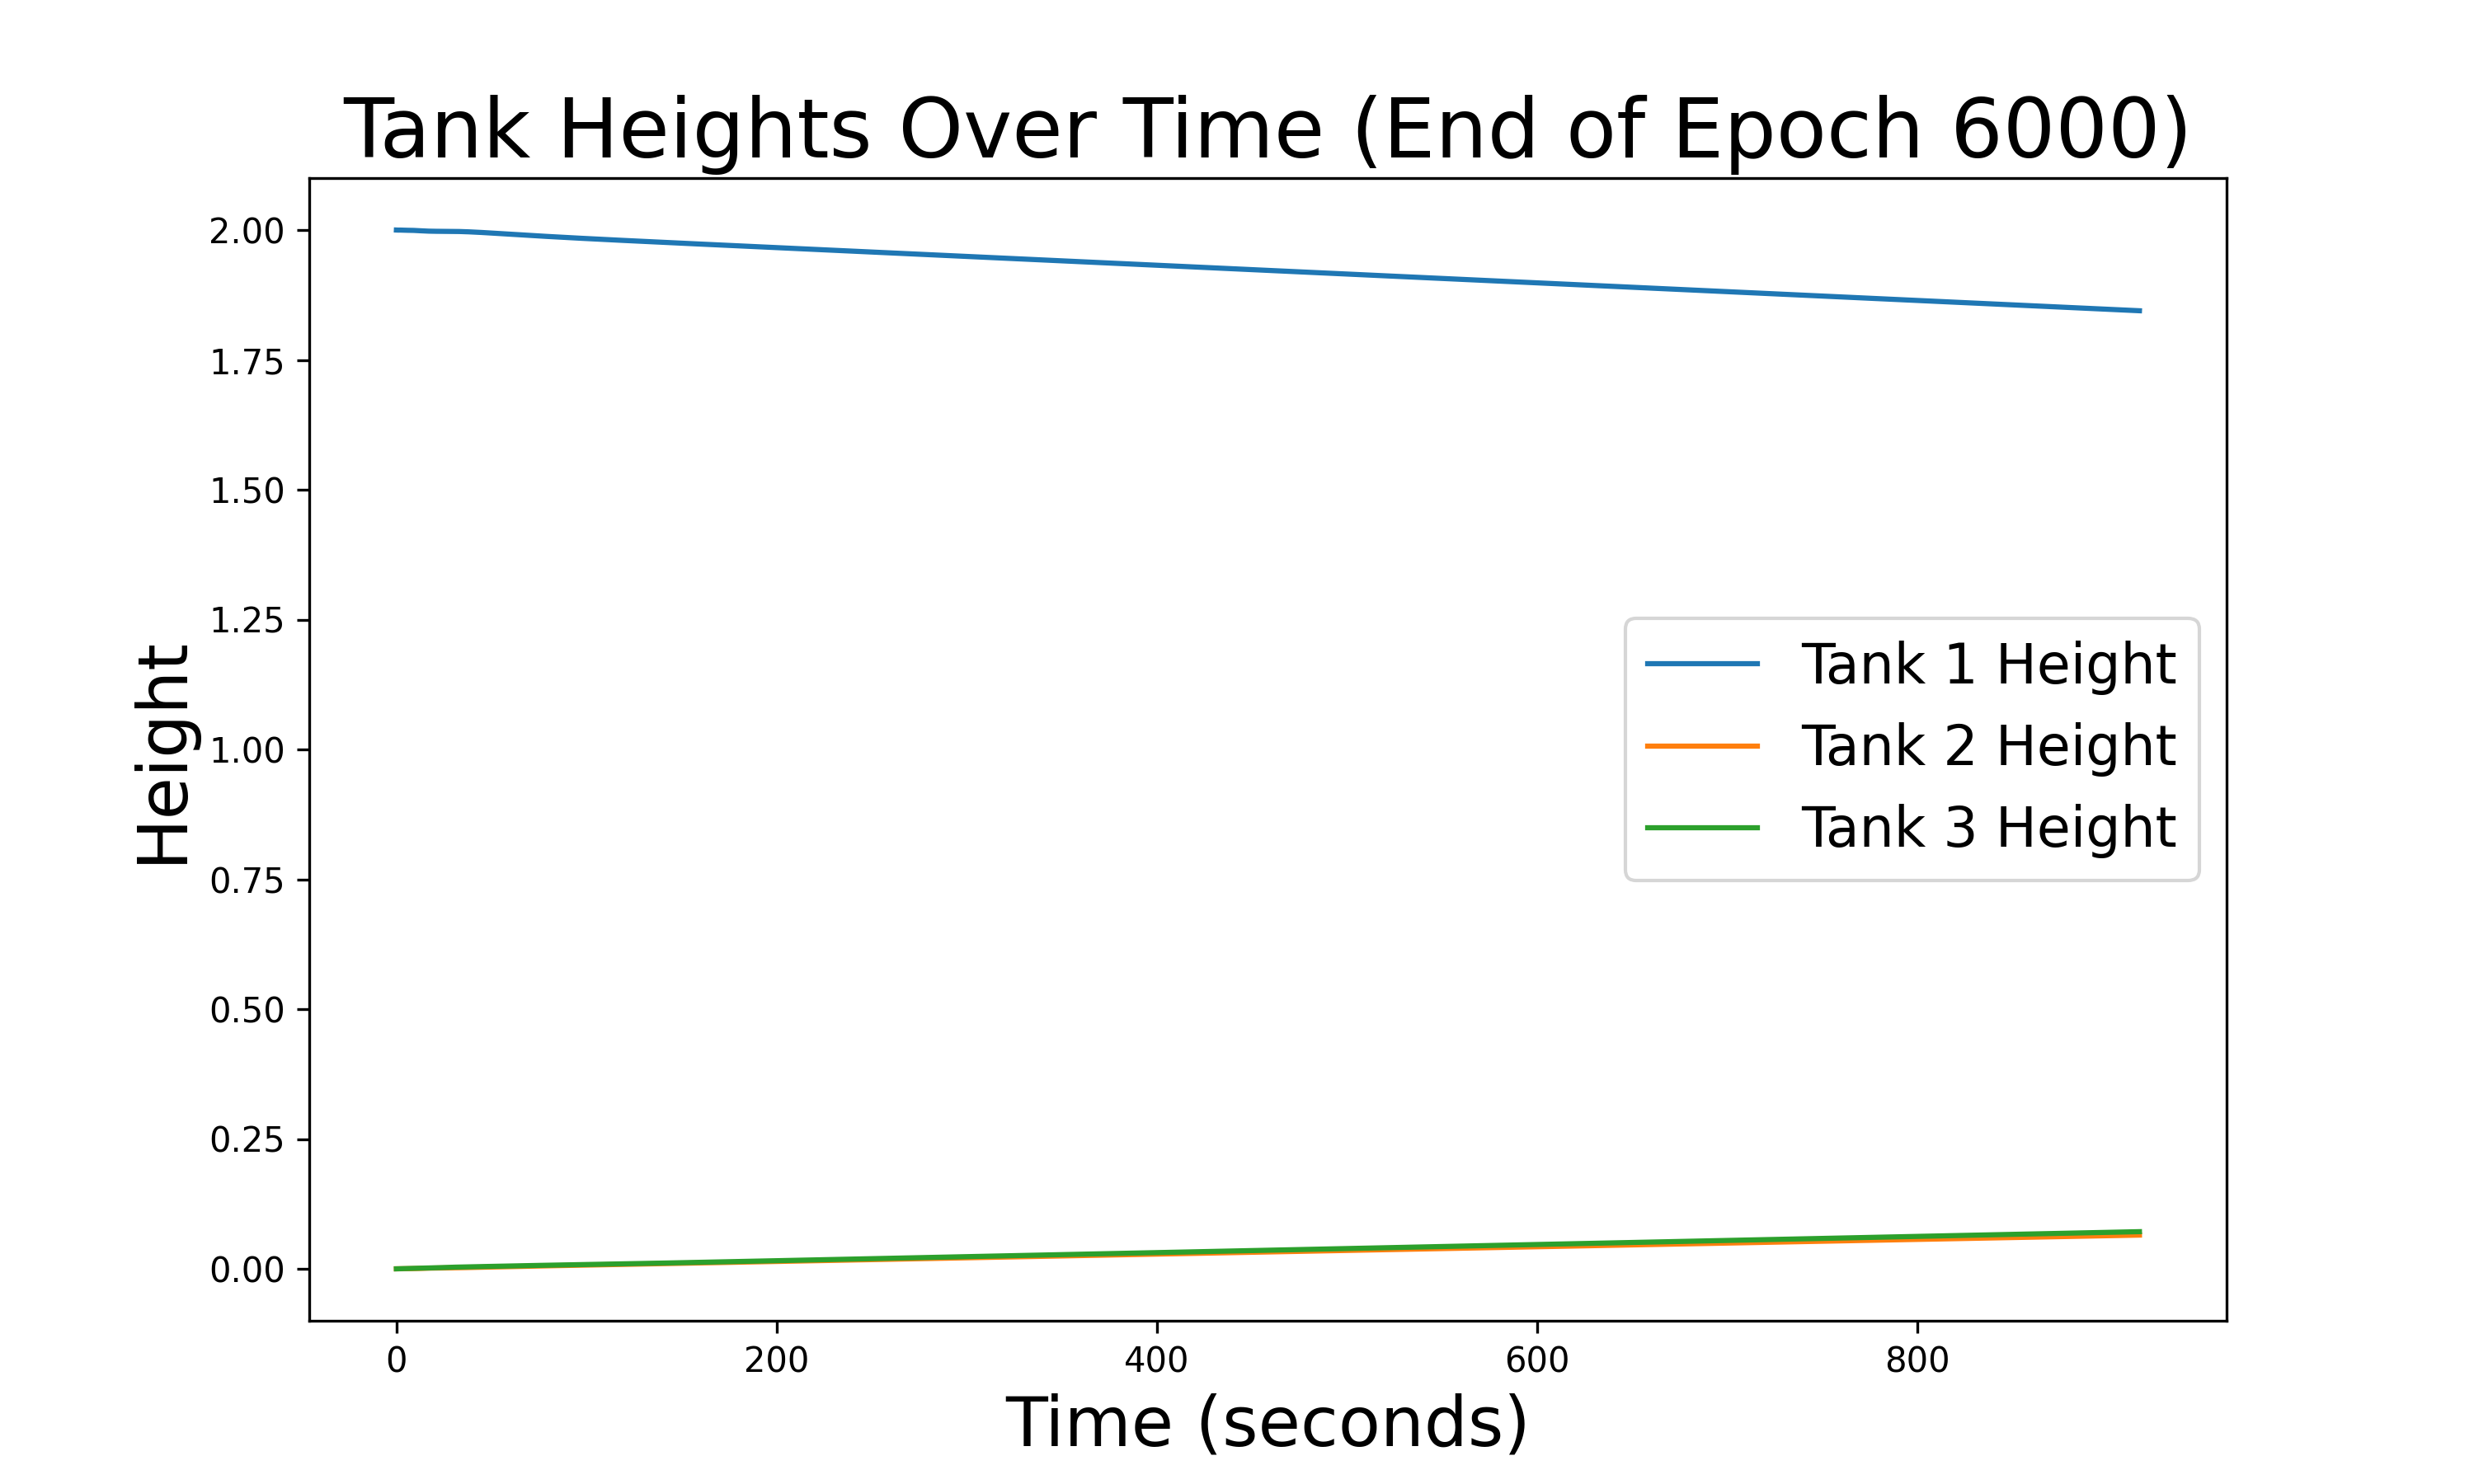 Tank Heights Over Time (End of Epoch 6000)
Height
2.00
1.75
1.50
1.25
1.00
0.75
0.50
0.25
0.00
Tank 1 Height
Tank 2 Height
Tank 3 Height
0 200 400 600 800
Time (seconds)